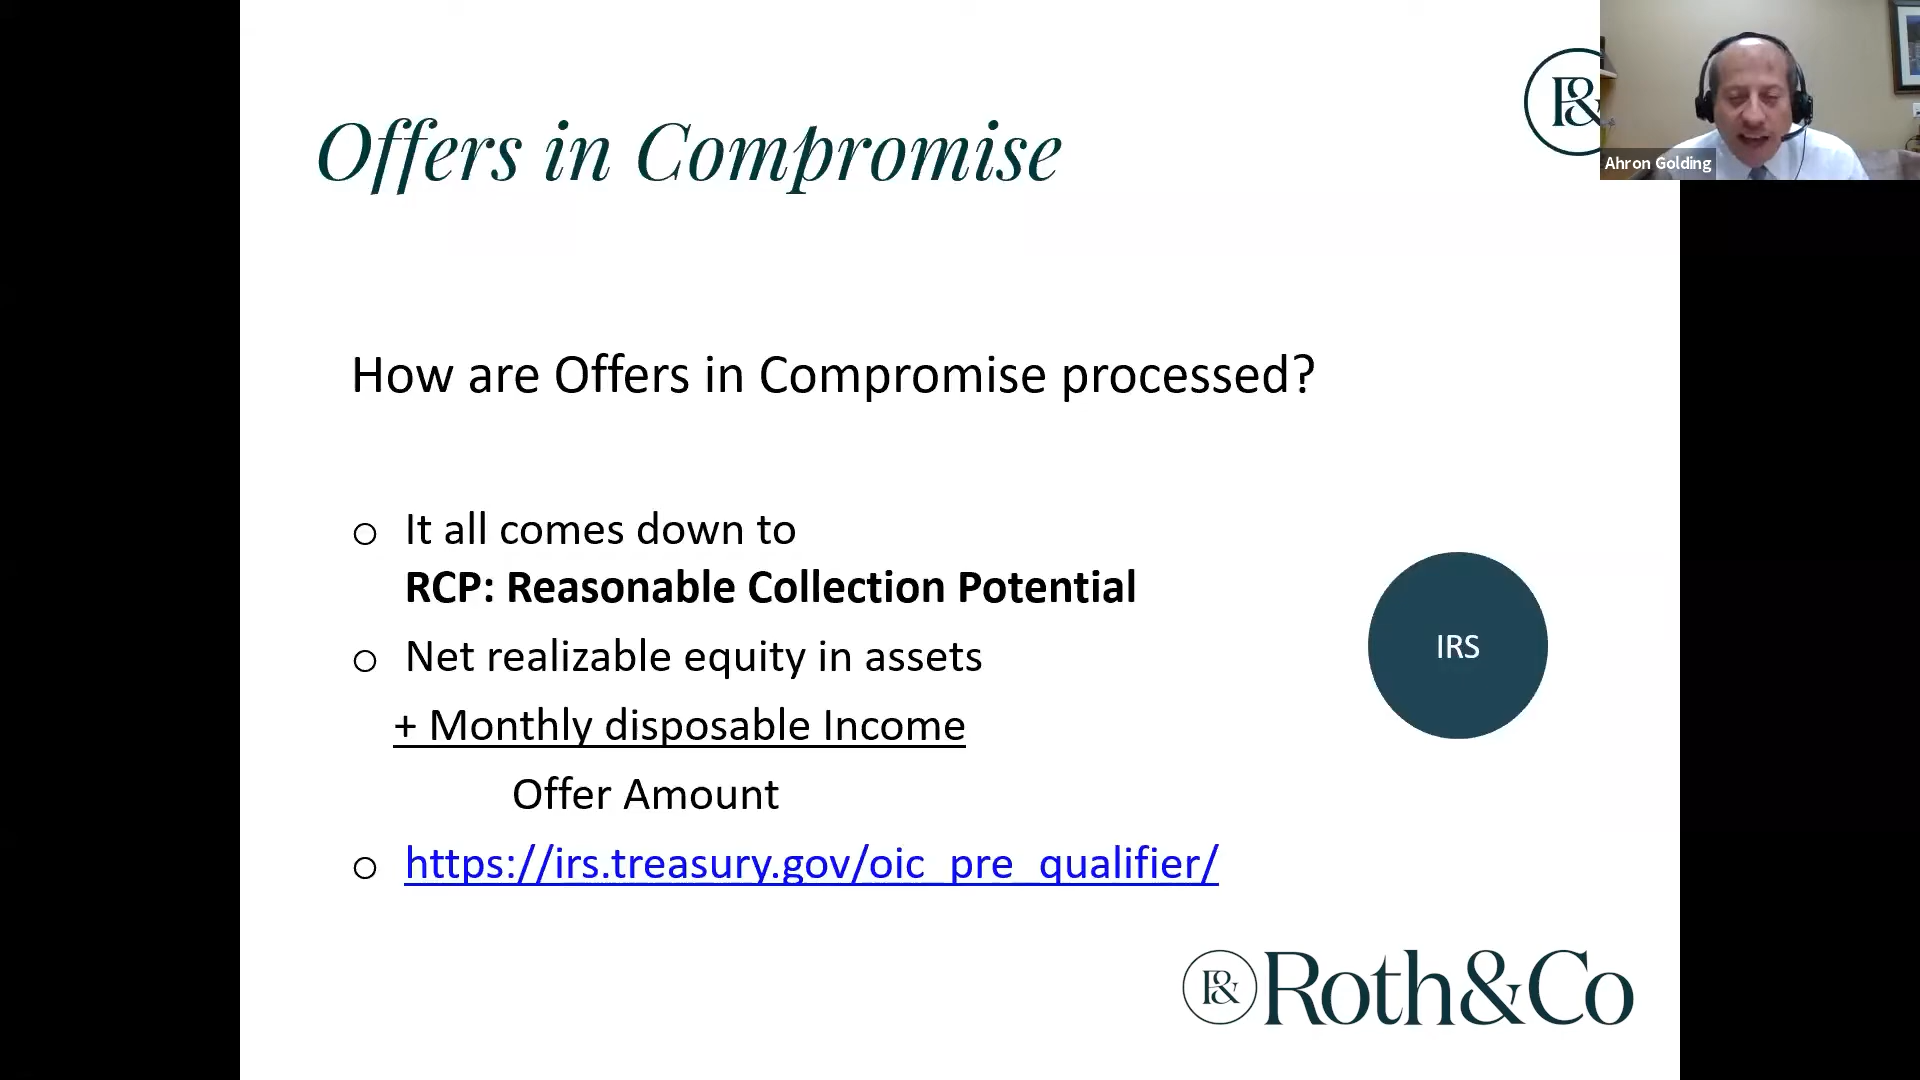 Offers in Compromise
R&
Ahron Golding
How are Offers in Compromise processed?
o It all comes down to
RCP: Reasonable Collection Potential
o Net realizable equity in assets
+ Monthly disposable Income
Offer Amount
o https://irs.treasury.gov/oic_pre_qualifier/
IRS
R& Roth&Co